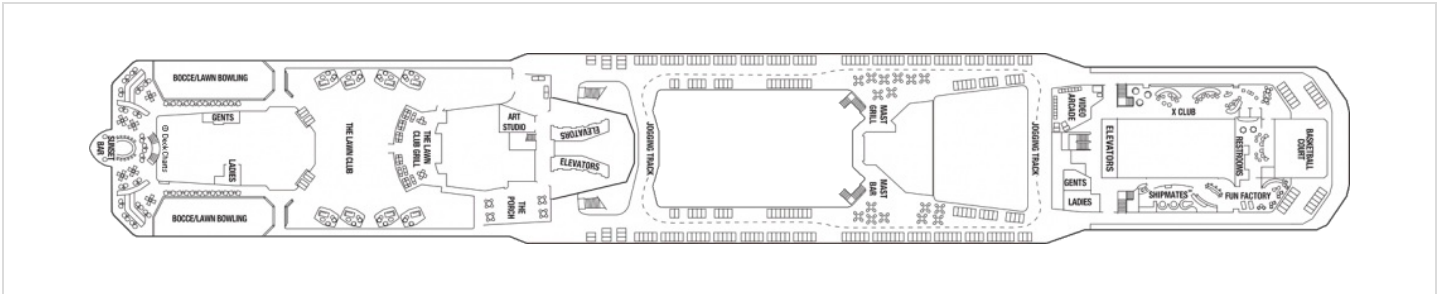 BOCCE/LAWN BOWLING
GENTS
SUNSET
BAR
© Deck Charts
LADIES
BOCCE/LAWN BOWLING
THE LAWN CLUB
THE LAWN
CLUB GRILL
ART
STUDIO
ELEVATORS
ELEVATORS
THE
PORCH
JOGGING TRACK
MAST
GRILL
MAST
BAR
JOGGING TRACK
VIDEO
ARCADE
X CLUB
ELEVATORS
RESTROOMS
BASKETBALL
COURT
GENTS
LADIES
SHIPMATES
FUN FACTORY